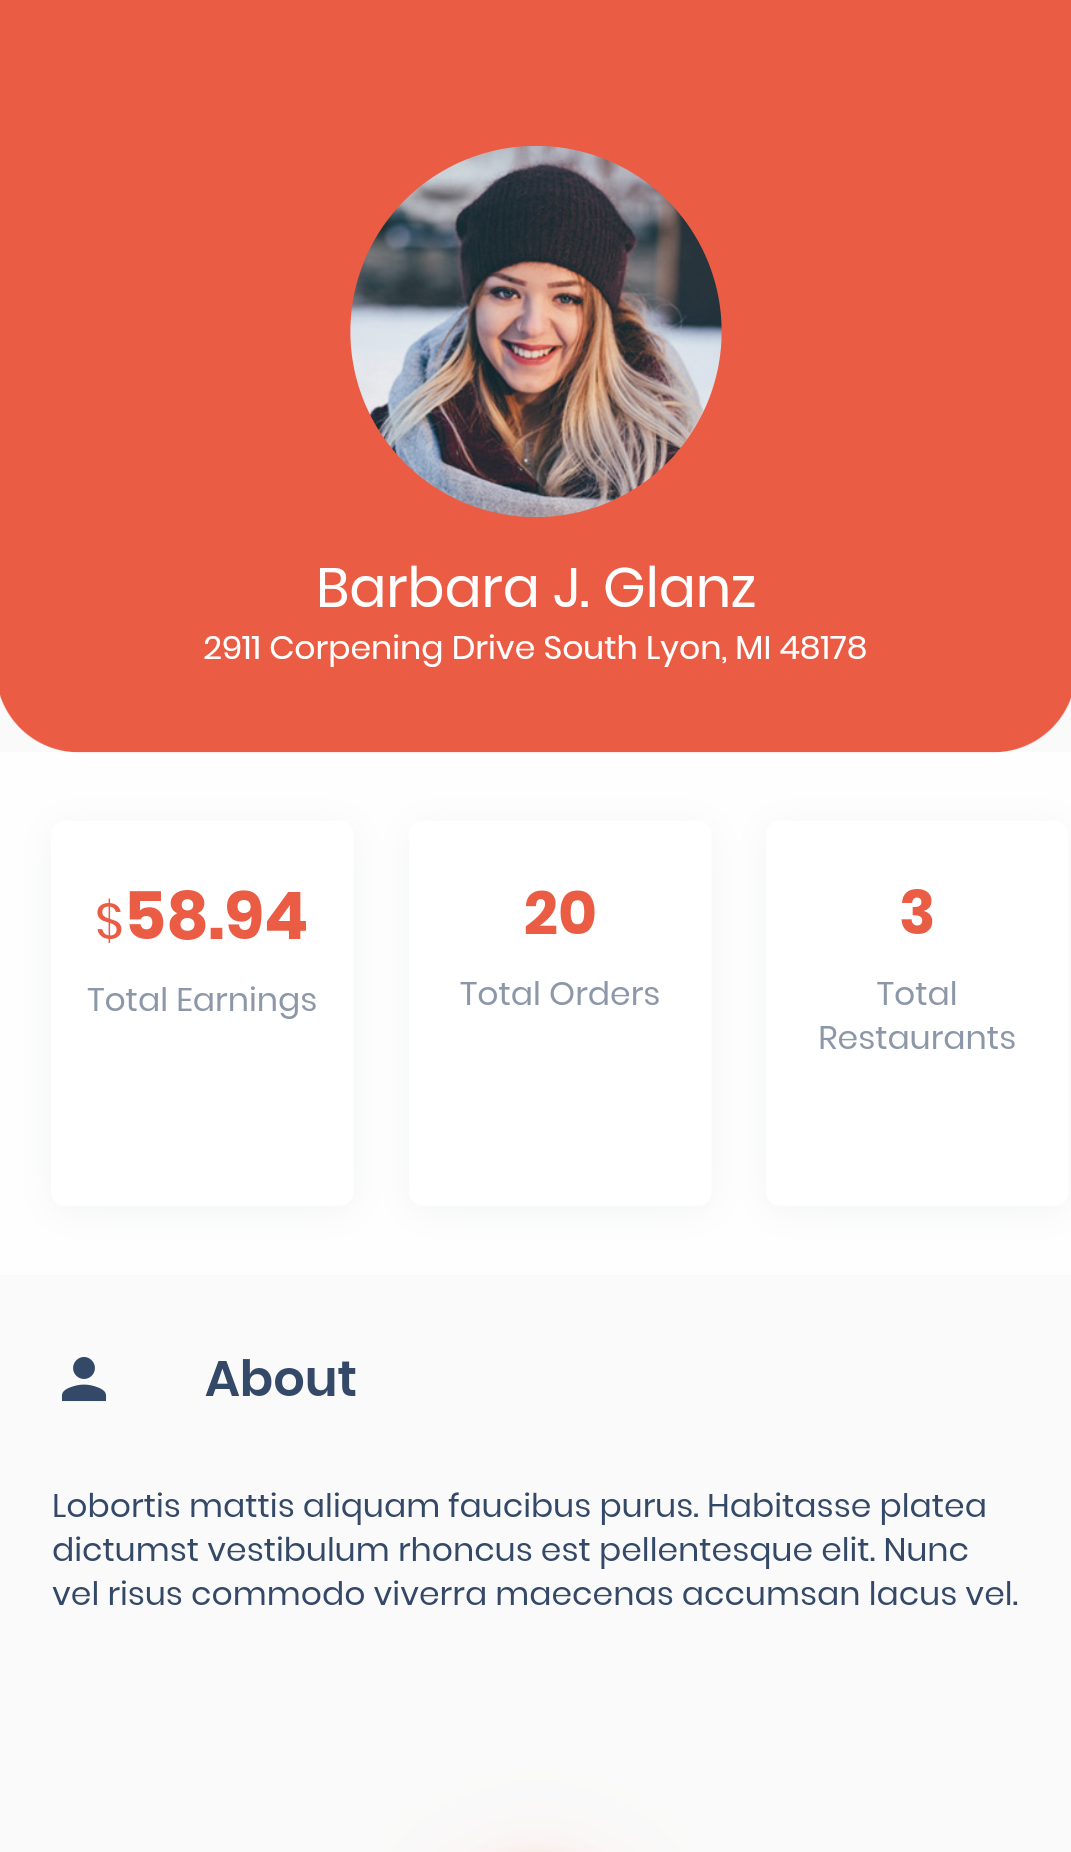 Barbara J. Glanz
2911 Corpening Drive South Lyon, MI 48178
$58.94
Total Earnings
20
Total Orders
3
Total
Restaurants
About
Lobortis mattis aliquam faucibus purus. Habitasse platea
dictumst vestibulum rhoncus est pellentesque elit. Nunc
vel risus commodo viverra maecenas accumsan lacus vel.